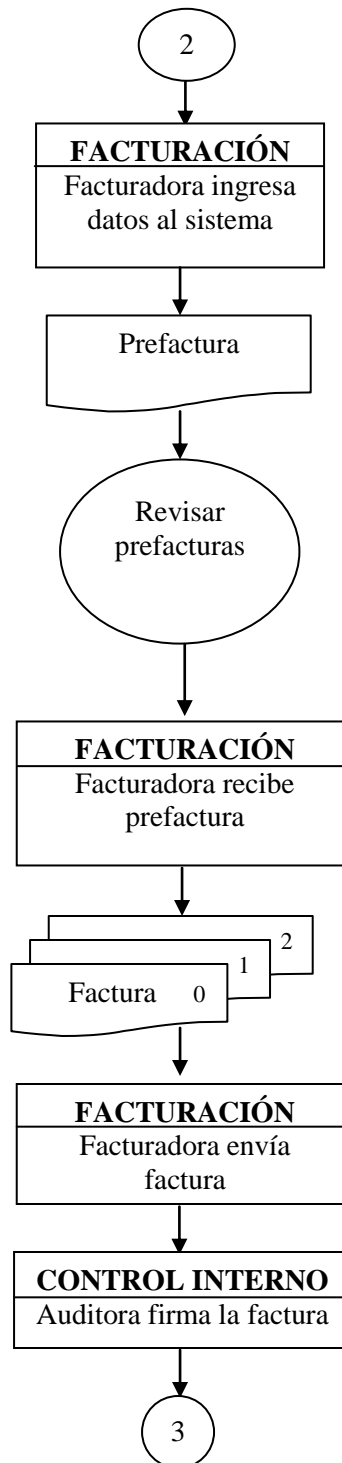 2
FACTURACIÓN
Facturadora ingresa
datos al sistema
Prefactura
Revisar
prefacturas
FACTURACIÓN
Facturadora recibe
prefactura
2
1
Factura 0
FACTURACIÓN
Facturadora envía
factura
CONTROL INTERNO
Auditora firma la factura
3